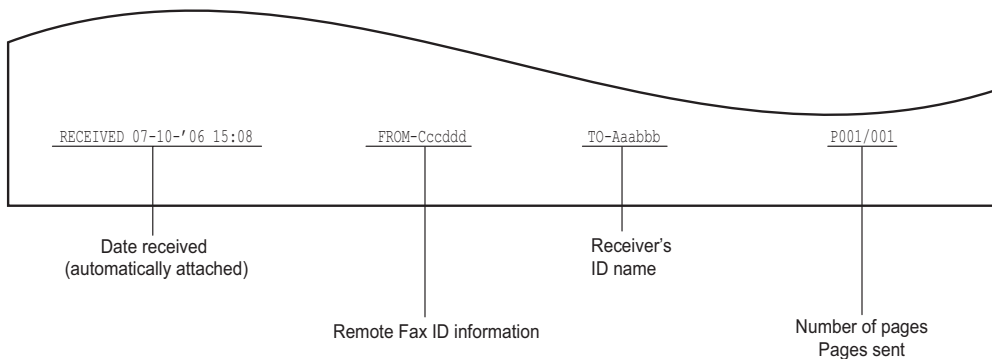 RECEIVED 07-10-'06 15:08 FROM-Cccddd TO-Aaabbb P001/001
Date received
(automatically attached)
Receiver's
ID name
Remote Fax ID information
Number of pages
Pages sent